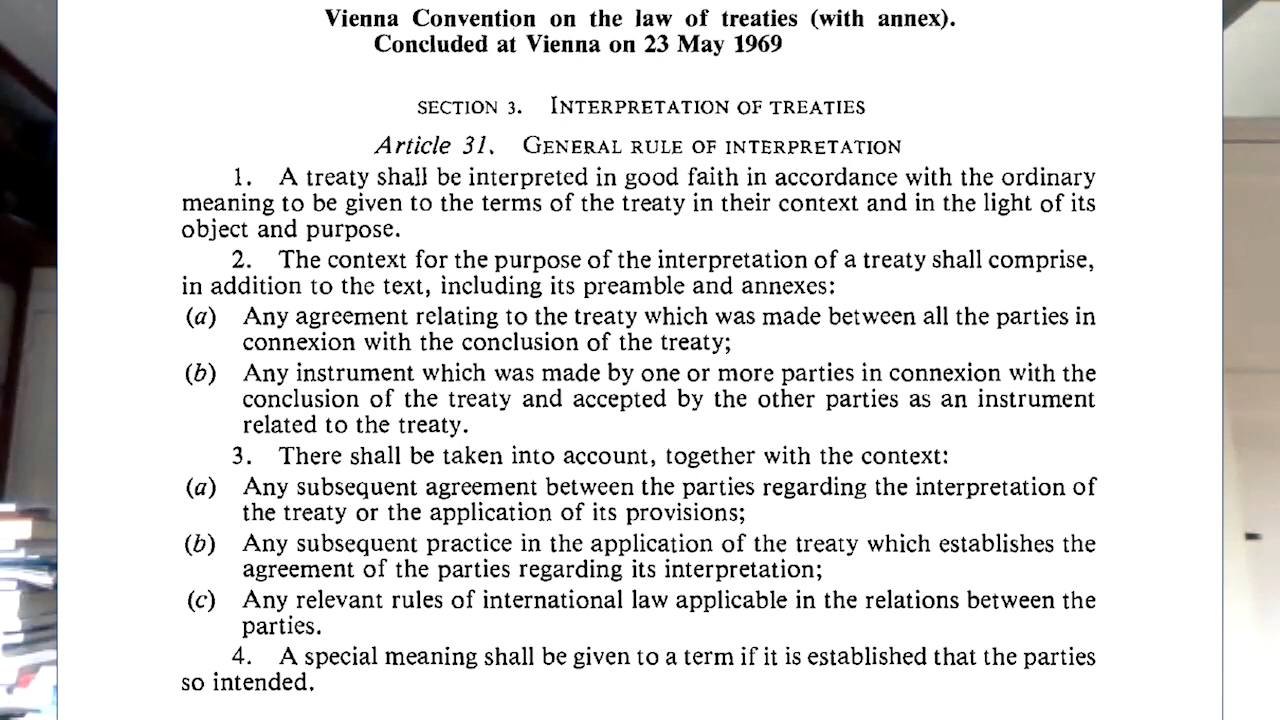 Vienna Convention on the law of treaties (with annex).
Concluded at Vienna on 23 May 1969
SECTION 3. INTERPRETATION OF TREATIES
Article 31. GENERAL RULE OF INTERPRETATION
1. A treaty shall be interpreted in good faith in accordance with the ordinary
meaning to be given to the terms of the treaty in their context and in the light of its
object and purpose.
2. The context for the purpose of the interpretation of a treaty shall comprise,
in addition to the text, including its preamble and annexes:
(a) Any agreement relating to the treaty which was made between all the parties in
connexion with the conclusion of the treaty;
(b) Any instrument which was made by one or more parties in connexion with the
conclusion of the treaty and accepted by the other parties as an instrument
related to the treaty.
3. There shall be taken into account, together with the context:
(a) Any subsequent agreement between the parties regarding the interpretation of
the treaty or the application of its provisions;
(b) Any subsequent practice in the application of the treaty which establishes the
agreement of the parties regarding its interpretation;
(c) Any relevant rules of international law applicable in the relations between the
parties.
4. A special meaning shall be given to a term if it is established that the parties
so intended.